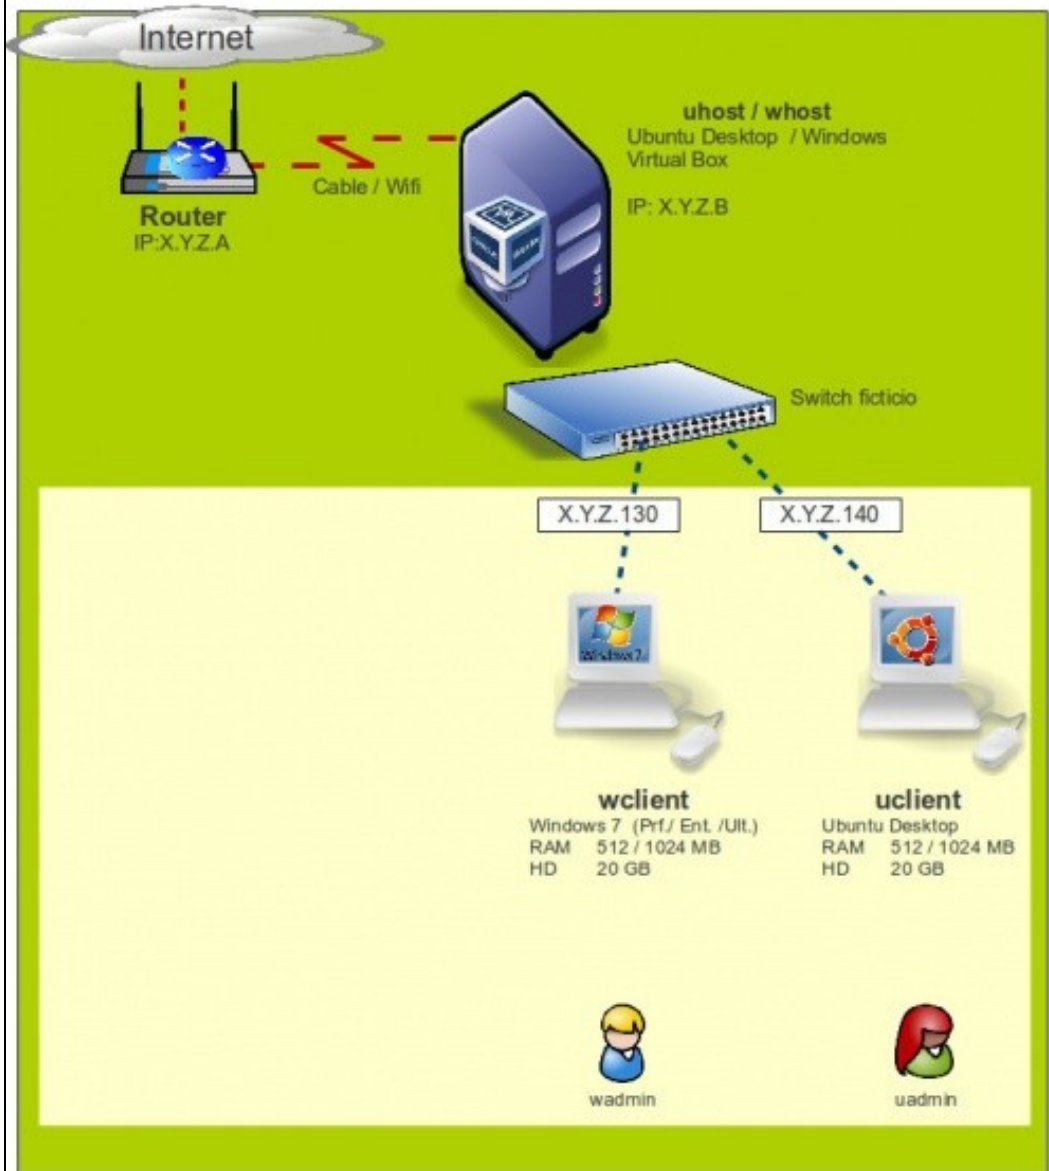 Internet
uhost / whost
Ubuntu Desktop / Windows
Virtual Box
IP: X.Y.Z.B
Cable / Wifi
Router
IP:X.Y.Z.A
Switch ficticio
X.Y.Z.130
X.Y.Z.140
Windows 7
wclient
Windows 7 (Prf./ Ent. /Ult.)
RAM 512 / 1024 MB
HD 20 GB
uclient
Ubuntu Desktop
RAM 512 / 1024 MB
HD 20 GB
wadmin
uadmin